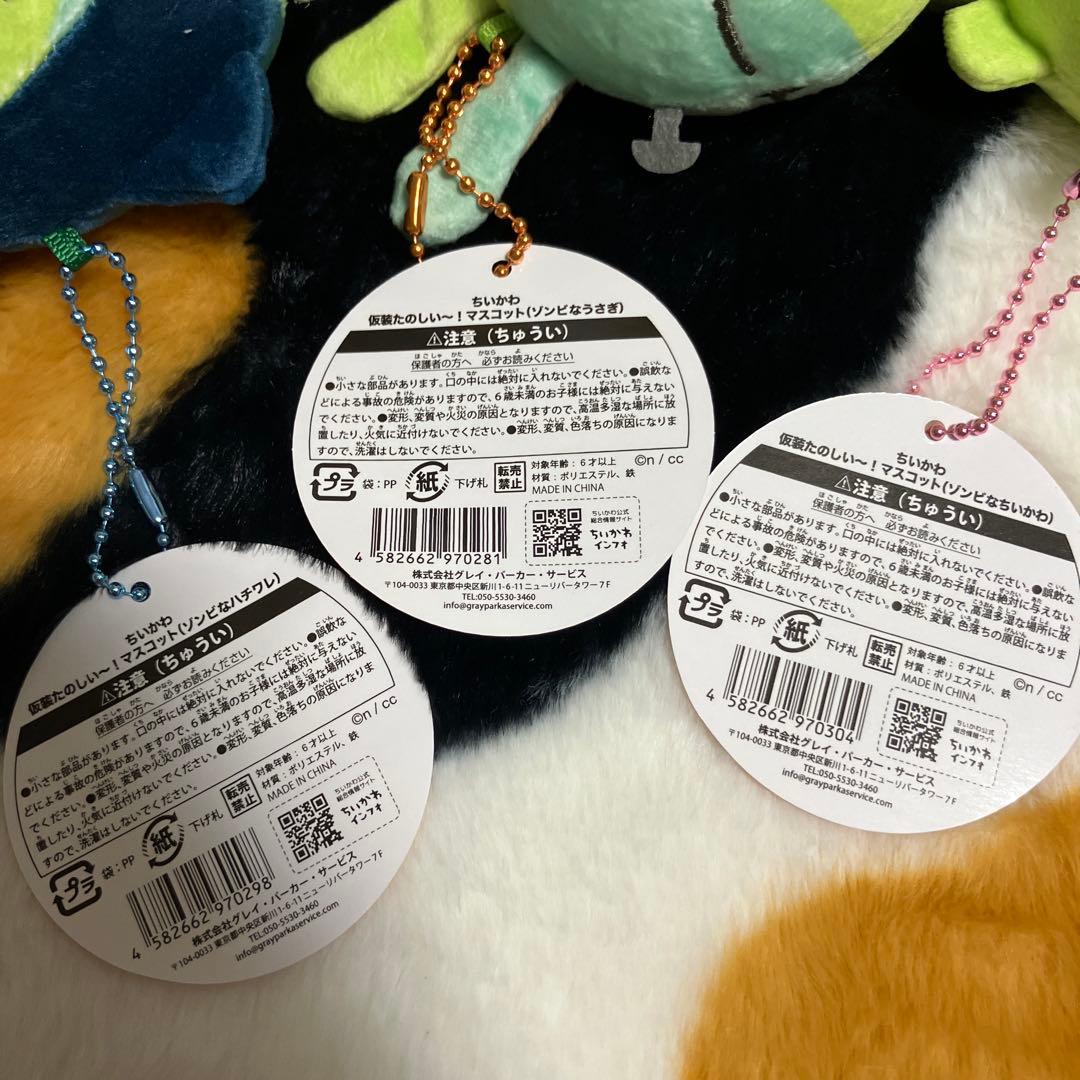 ちいかわ
仮装たのしい〜！マスコット(ゾンビなうさぎ)
⚠注意（ちゅうい）
保護者の方へ 必ずお読みください
●小さな部品があります。口の中には絶対に入れないでください。●誤飲な
どによる事故の危険がありますので、6歳未満のお子様には絶対に与えない
でください。●変形、変質や火災の原因となりますので、高温多湿な場所に放
置したり、火気に近付けないでください。●変形、変質、色落ちの原因になりま
すので、洗濯はしないでください。
©n / cc
プラ 袋：PP 紙 下げ札 転売禁止
対象年齢：6才以上
材質：ポリエステル、鉄
MADE IN CHINA
4 582662 970281
ちいかわ公式
総合情報サイト
ちいかわ
インフォ
株式会社グレイ・パーカー・サービス
〒104-0033 東京都中央区新川1-6-11 ニューリバータワー7F
TEL:050-5530-3460
info@grayparkaservice.com
ちいかわ
仮装たのしい〜！マスコット(ゾンビなちいかわ)
⚠注意（ちゅうい）
保護者の方へ 必ずお読みください
●小さな部品があります。口の中には絶対に入れないでください。●誤飲な
どによる事故の危険がありますので、6歳未満のお子様には絶対に与えない
でください。●変形、変質や火災の原因となりますので、高温多湿な場所に放
置したり、火気に近付けないでください。●変形、変質、色落ちの原因になりま
すので、洗濯はしないでください。
©n / cc
プラ 袋：PP 紙 下げ札 転売禁止
対象年齢：6才以上
材質：ポリエステル、鉄
MADE IN CHINA
4 582662 970304
ちいかわ公式
総合情報サイト
ちいかわ
インフォ
株式会社グレイ・パーカー・サービス
〒104-0033 東京都中央区新川1-6-11 ニューリバータワー7F
TEL:050-5530-3460
info@grayparkaservice.com
ちいかわ
仮装たのしい〜！マスコット(ゾンビなハチワレ)
⚠注意（ちゅうい）
保護者の方へ 必ずお読みください
●小さな部品があります。口の中には絶対に入れないでください。●誤飲な
どによる事故の危険がありますので、6歳未満のお子様には絶対に与えない
でください。●変形、変質や火災の原因となりますので、高温多湿な場所に放
置したり、火気に近付けないでください。●変形、変質、色落ちの原因になりま
すので、洗濯はしないでください。
©n / cc
プラ 袋：PP 紙 下げ札 転売禁止
対象年齢：6才以上
材質：ポリエステル、鉄
MADE IN CHINA
4 582662 970298
ちいかわ公式
総合情報サイト
ちいかわ
インフォ
株式会社グレイ・パーカー・サービス
〒104-0033 東京都中央区新川1-6-11 ニューリバータワー7F
TEL:050-5530-3460
info@grayparkaservice.com